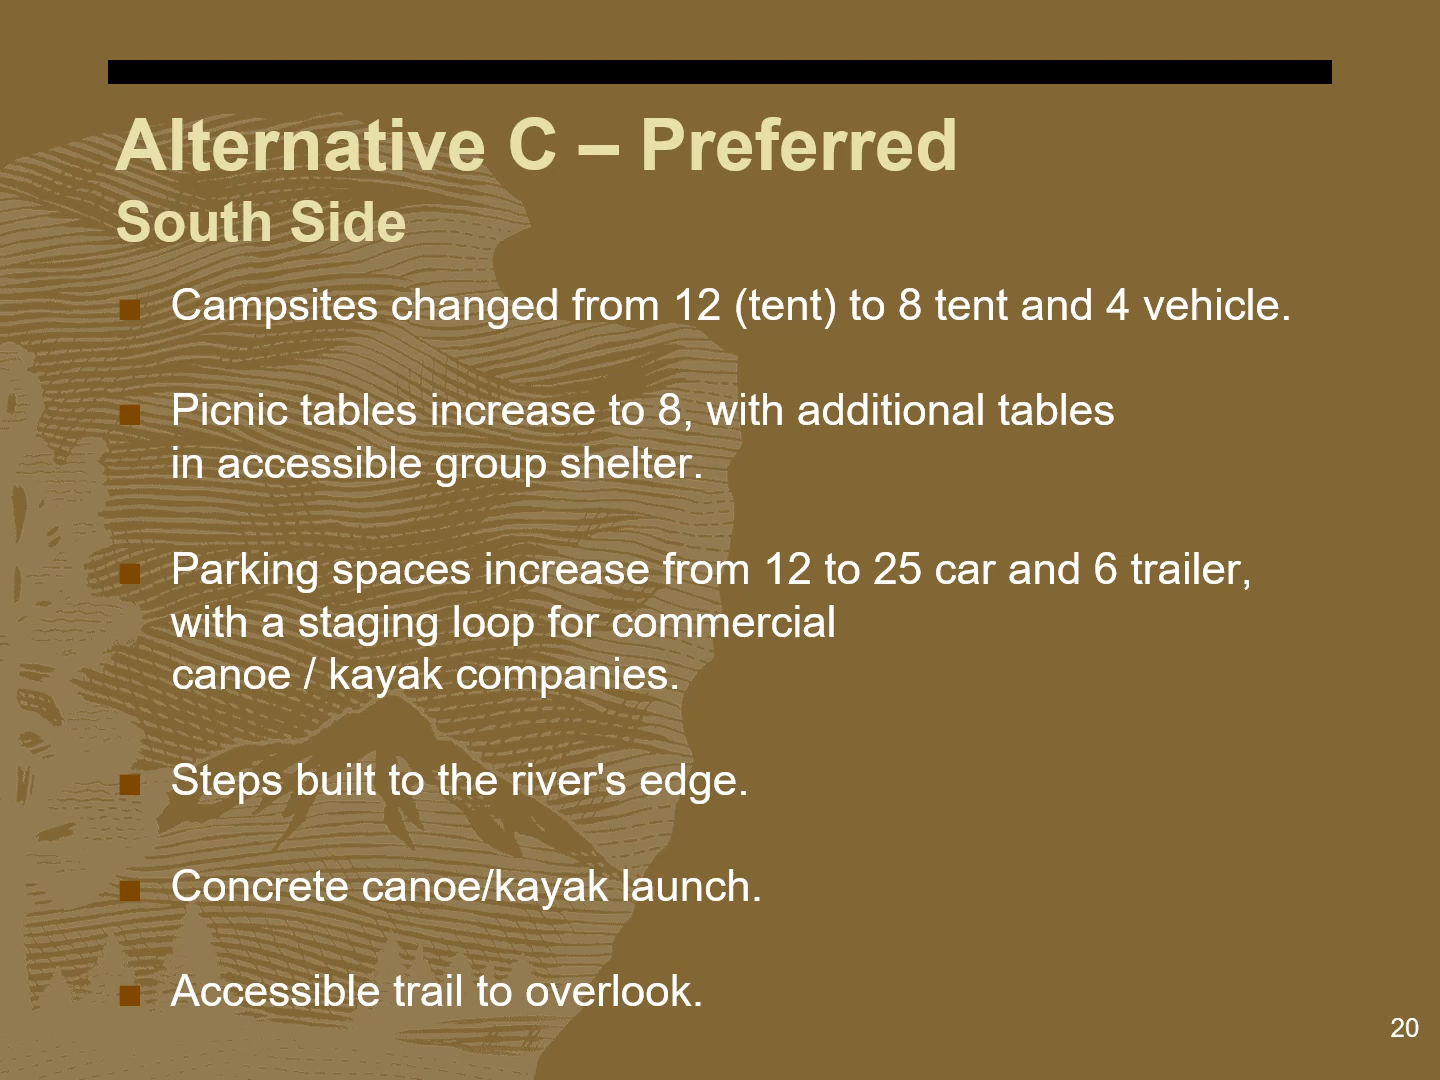 Alternative C – Preferred
South Side
Campsites changed from 12 (tent) to 8 tent and 4 vehicle.
Picnic tables increase to 8, with additional tables
in accessible group shelter.
Parking spaces increase from 12 to 25 car and 6 trailer,
with a staging loop for commercial
canoe / kayak companies.
Steps built to the river's edge.
Concrete canoe/kayak launch.
Accessible trail to overlook.
20